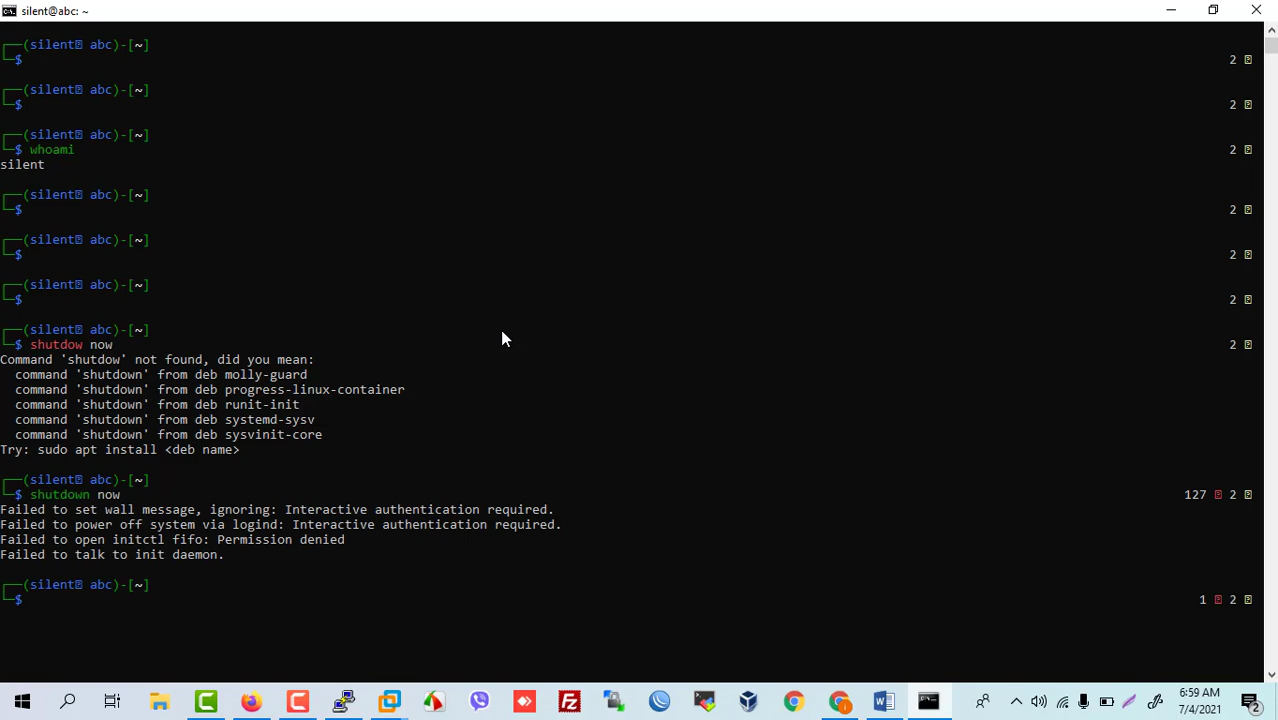 silent@abc: ~
┌──(silent⍰ abc)-[~]
└─$ 2 ⍰
┌──(silent⍰ abc)-[~]
└─$ 2 ⍰
┌──(silent⍰ abc)-[~]
└─$ whoami 2 ⍰
silent
┌──(silent⍰ abc)-[~]
└─$ 2 ⍰
┌──(silent⍰ abc)-[~]
└─$ 2 ⍰
┌──(silent⍰ abc)-[~]
└─$ 2 ⍰
┌──(silent⍰ abc)-[~]
└─$ shutdow now 2 ⍰
Command 'shutdow' not found, did you mean:
command 'shutdown' from deb molly-guard
command 'shutdown' from deb progress-linux-container
command 'shutdown' from deb runit-init
command 'shutdown' from deb systemd-sysv
command 'shutdown' from deb sysvinit-core
Try: sudo apt install <deb name>
┌──(silent⍰ abc)-[~]
└─$ shutdown now 127 ⍰ 2 ⍰
Failed to set wall message, ignoring: Interactive authentication required.
Failed to power off system via logind: Interactive authentication required.
Failed to open initctl fifo: Permission denied
Failed to talk to init daemon.
┌──(silent⍰ abc)-[~]
└─$ 1 ⍰ 2 ⍰
6:59 AM
7/4/2021
2